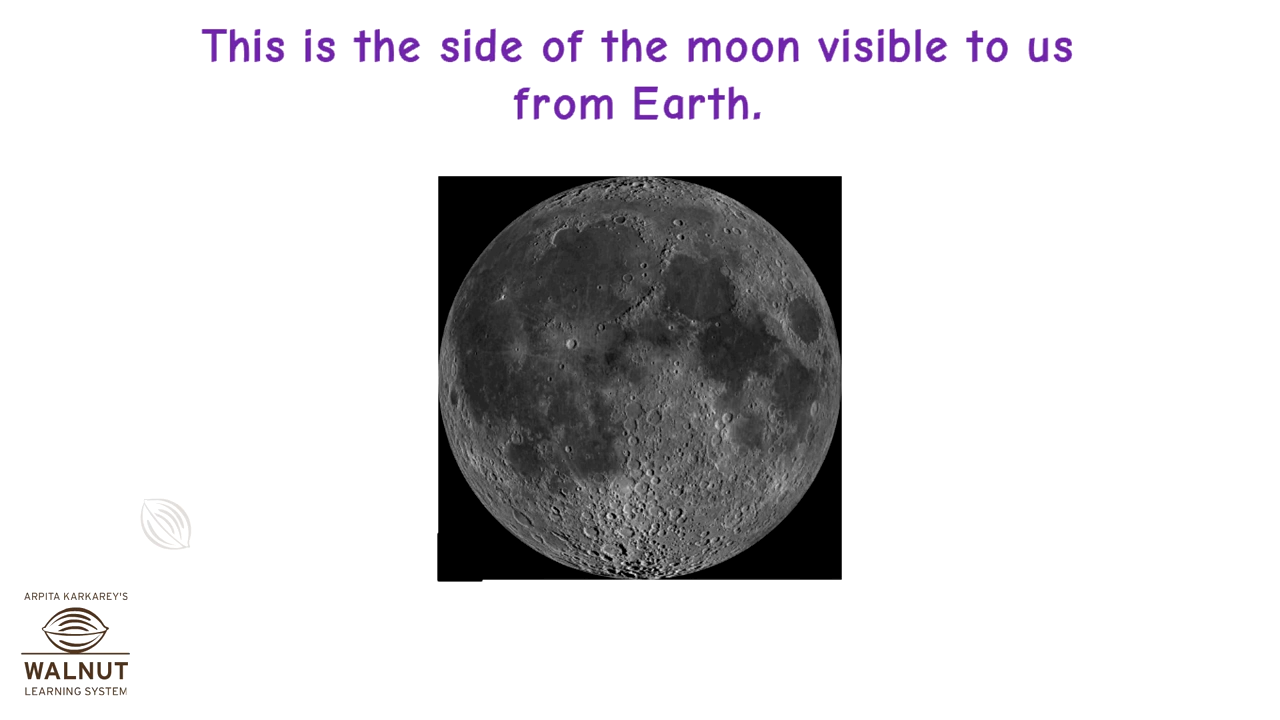 This is the side of the moon visible to us
from Earth.
ARPITA KARKAREY'S
WALNUT
LEARNING SYSTEM